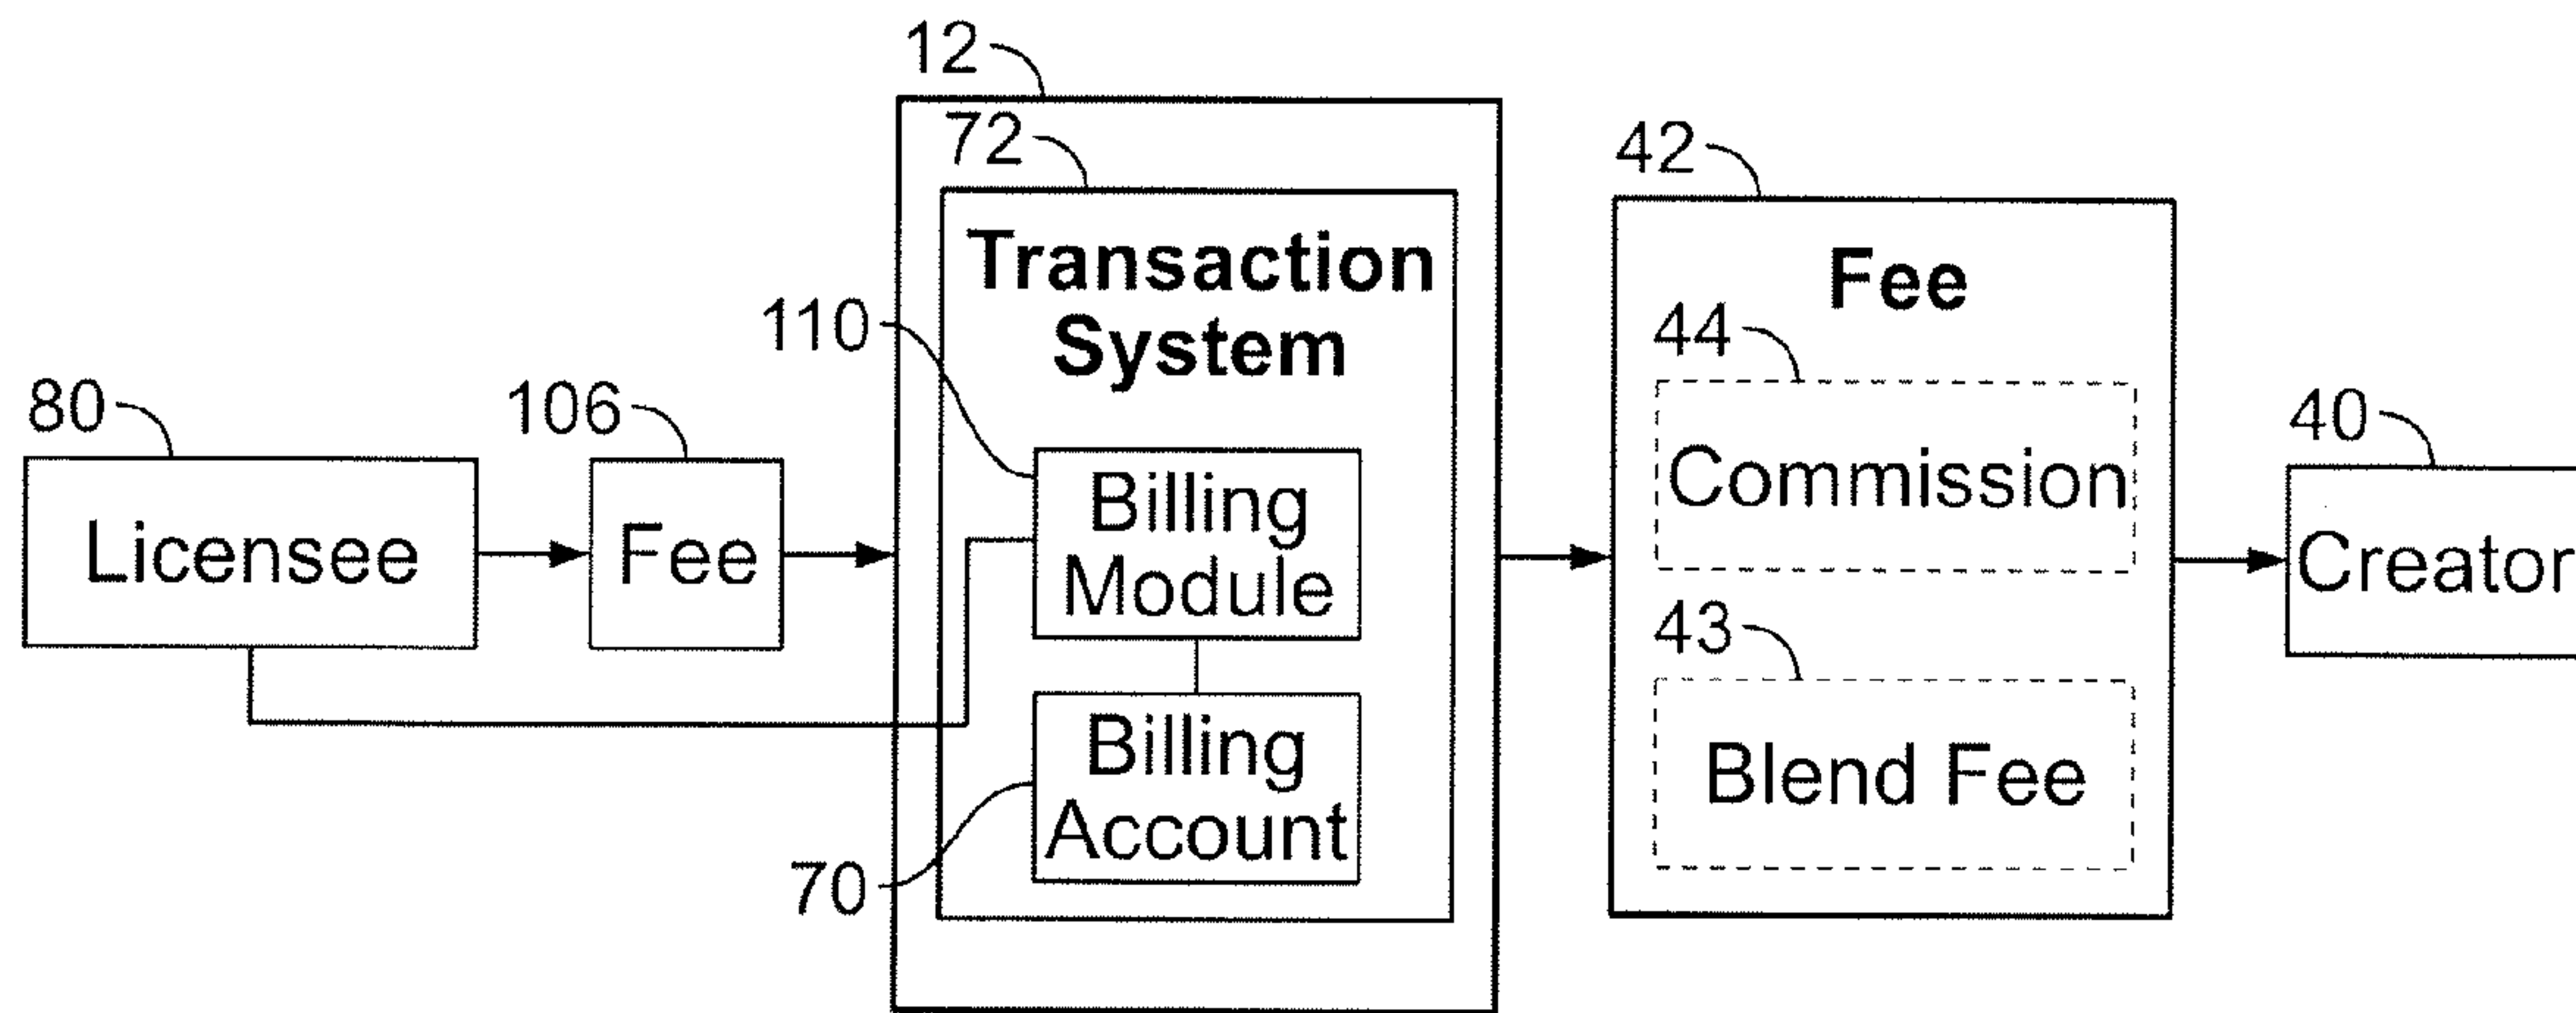 12
72
42
Transaction
System
Fee
110
44
80
106
40
Licensee
Fee
Billing
Module
Commission
Creator
43
Billing
Account
Blend Fee
70